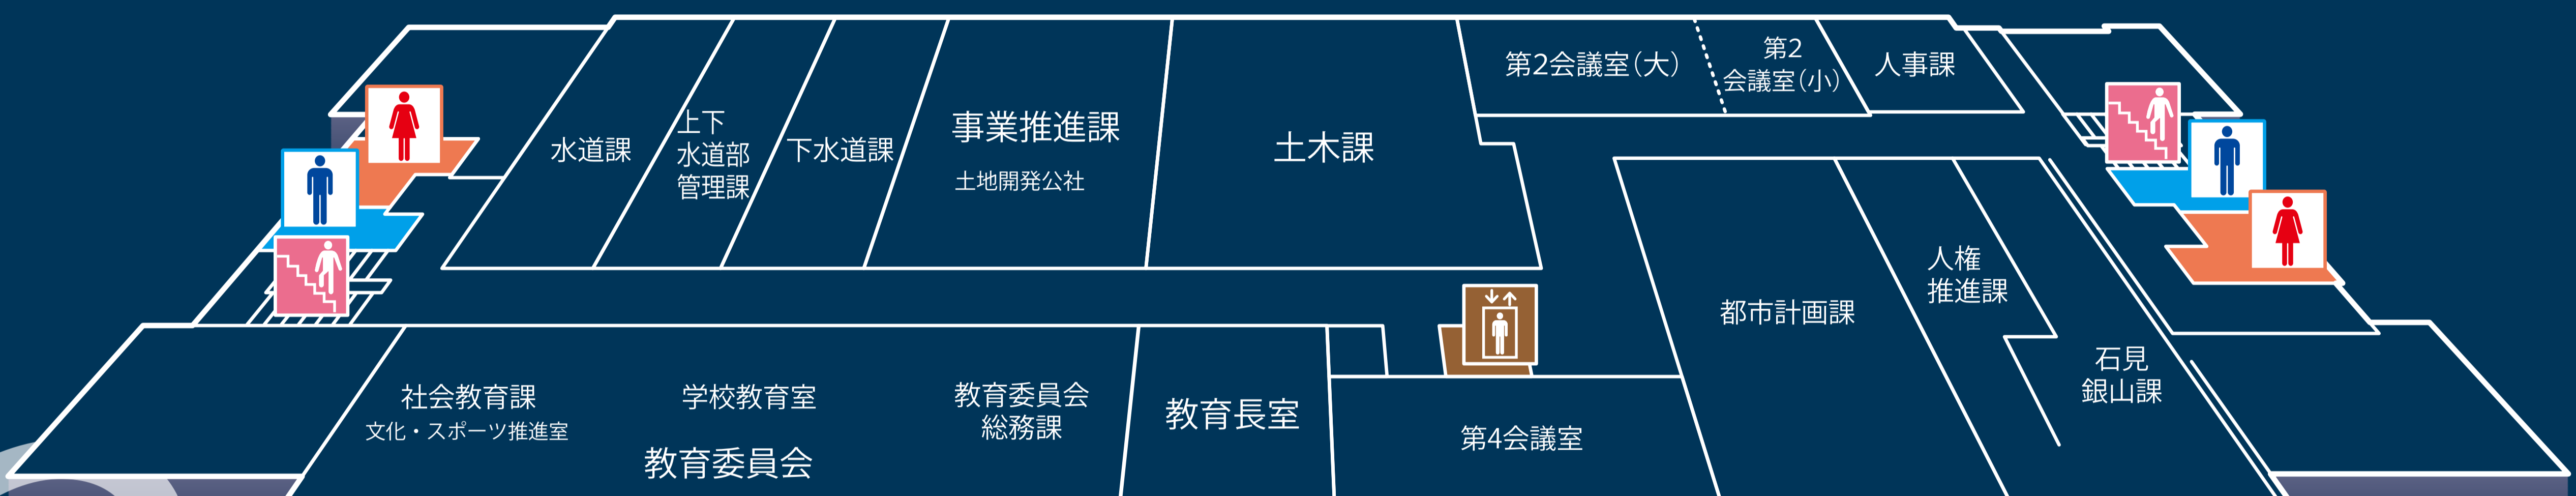 水道課
上下
水道部
管理課
下水道課
事業推進課
土地開発公社
土木課
第2会議室(大)
第2
会議室(小)
人事課
都市計画課
人権
推進課
石見
銀山課
社会教育課
文化・スポーツ推進室
学校教育室
教育委員会
総務課
教育委員会
教育長室
第4会議室